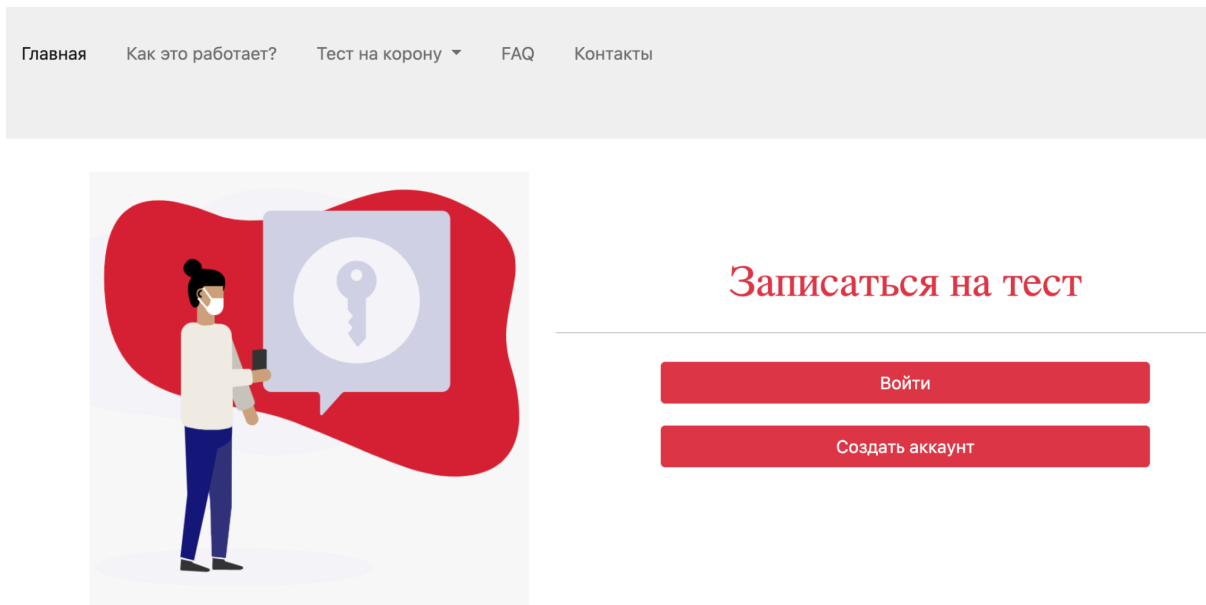 Главная Как это работает? Тест на корону FAQ Контакты
Записаться на тест
Войти
Создать аккаунт